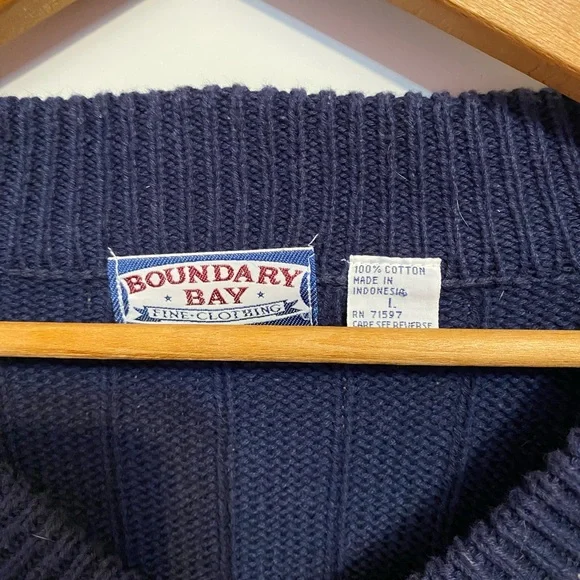 BOUNDARY
BAY
FINE·CLOTHING
100% COTTON
MADE IN
INDONESIA
L
RN 71597
CARE SEE REVERSE